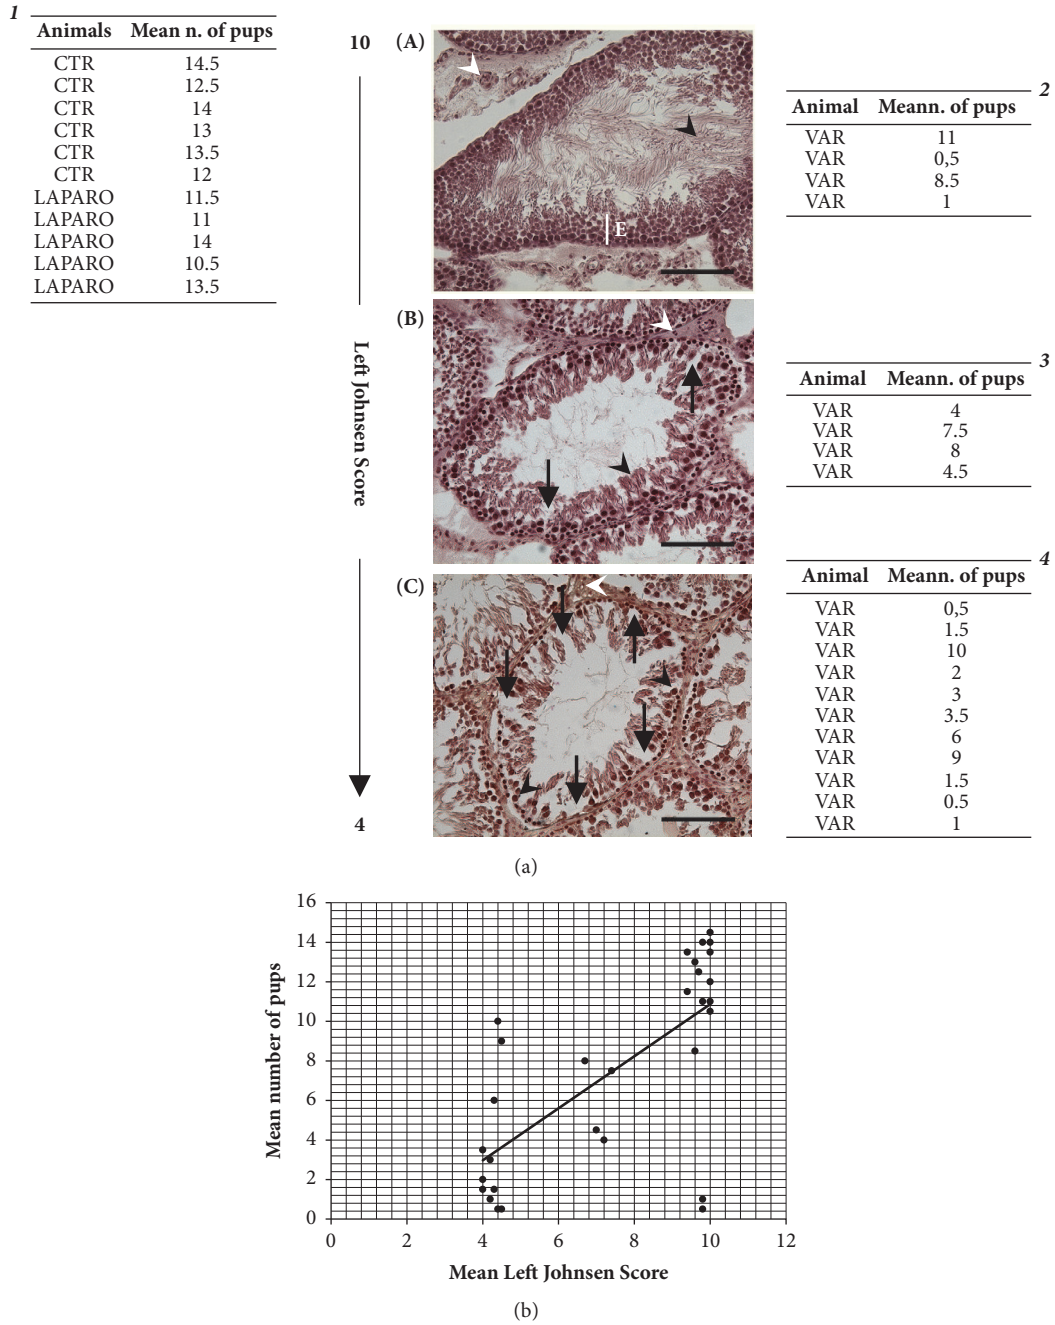 1
Animals Mean n. of pups
CTR 14.5
CTR 12.5
CTR 14
CTR 13
CTR 13.5
CTR 12
LAPARO 11.5
LAPARO 11
LAPARO 14
LAPARO 10.5
LAPARO 13.5
10
Left Johnsen Score
4
(A)
E
(B)
(C)
2
Animal Meann. of pups
VAR 11
VAR 0,5
VAR 8.5
VAR 1
3
Animal Meann. of pups
VAR 4
VAR 7.5
VAR 8
VAR 4.5
4
Animal Meann. of pups
VAR 0,5
VAR 1.5
VAR 10
VAR 2
VAR 3
VAR 3.5
VAR 6
VAR 9
VAR 1.5
VAR 0.5
VAR 1
(a)
Mean number of pups
16
14
12
10
8
6
4
2
0
0 2 4 6 8 10 12
Mean Left Johnsen Score
(b)